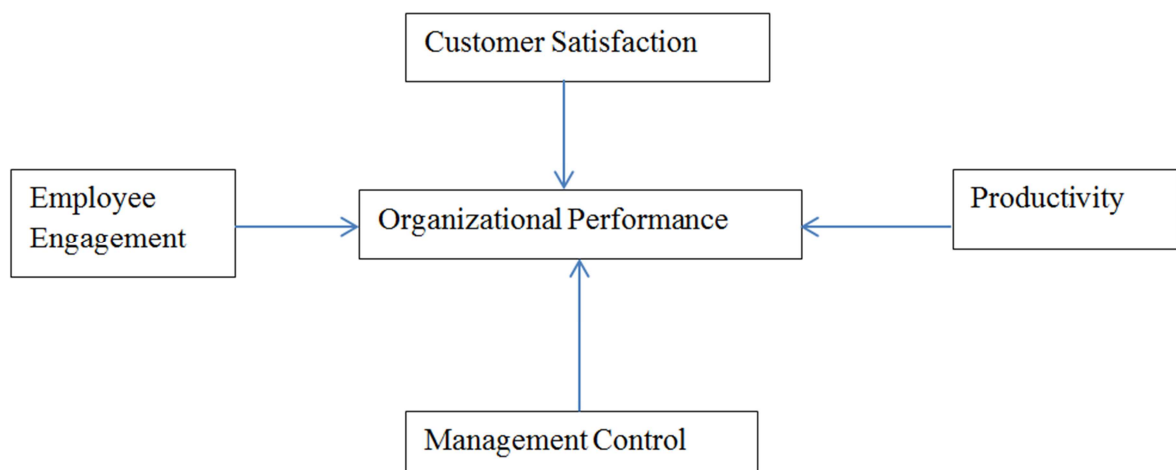 Customer Satisfaction
Employee
Engagement
Organizational Performance
Productivity
Management Control